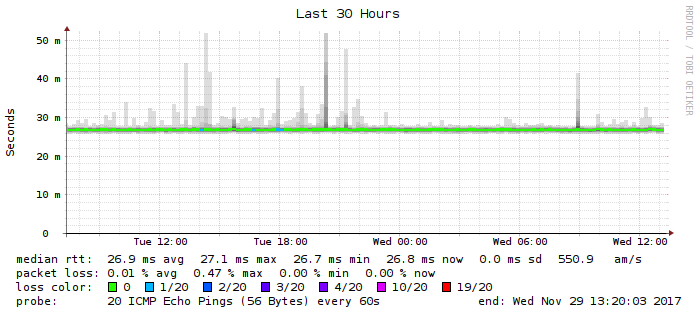 Last 30 Hours
RRDTOOL / TOBI OETIKER
Seconds
50 m
40 m
30 m
20 m
10 m
0
Tue 12:00 Tue 18:00 Wed 00:00 Wed 06:00 Wed 12:00
median rtt: 26.9 ms avg 27.1 ms max 26.7 ms min 26.8 ms now 0.0 ms sd 550.9 am/s
packet loss: 0.01 % avg 0.47 % max 0.00 % min 0.00 % now
loss color: 0 1/20 2/20 3/20 4/20 10/20 19/20
probe: 20 ICMP Echo Pings (56 Bytes) every 60s end: Wed Nov 29 13:20:03 2017